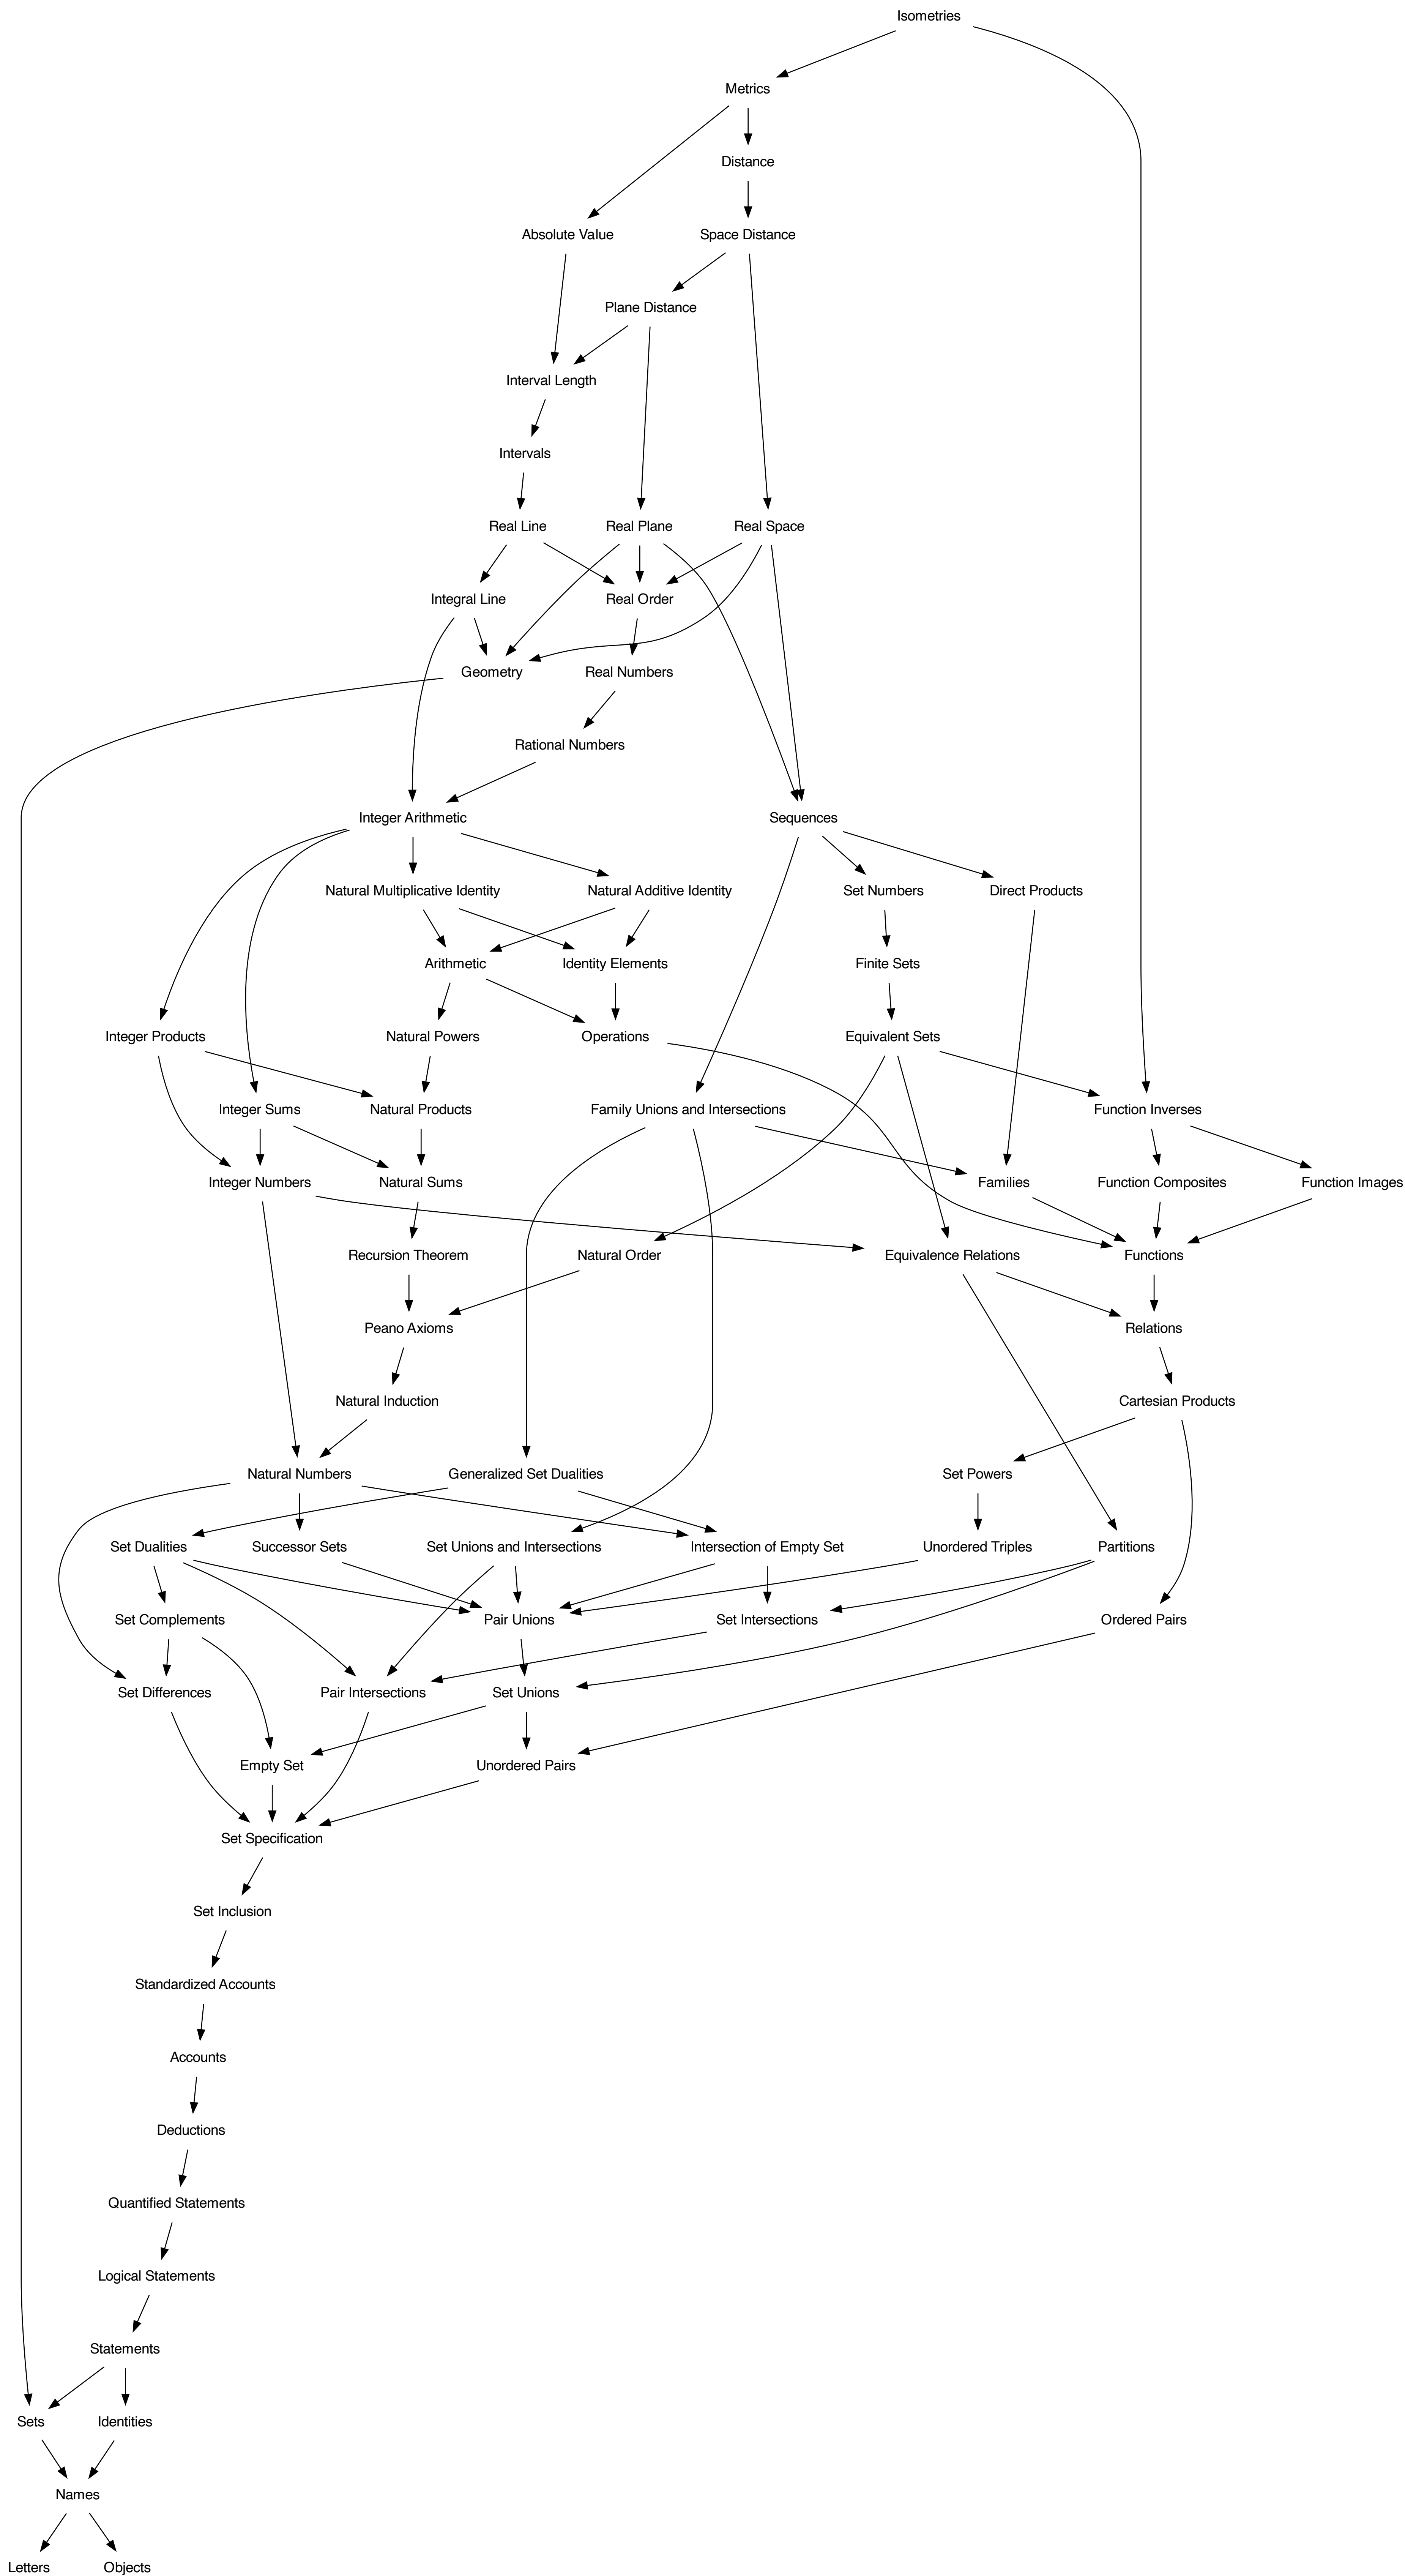 Isometries
Metrics
Distance
Absolute Value
Space Distance
Plane Distance
Interval Length
Intervals
Real Line
Real Plane
Real Space
Integral Line
Real Order
Geometry
Real Numbers
Rational Numbers
Integer Arithmetic
Sequences
Natural Multiplicative Identity
Natural Additive Identity
Set Numbers
Direct Products
Arithmetic
Identity Elements
Finite Sets
Integer Products
Natural Powers
Operations
Equivalent Sets
Integer Sums
Natural Products
Family Unions and Intersections
Function Inverses
Integer Numbers
Natural Sums
Families
Function Composites
Function Images
Recursion Theorem
Natural Order
Equivalence Relations
Functions
Peano Axioms
Relations
Natural Induction
Cartesian Products
Natural Numbers
Generalized Set Dualities
Set Powers
Set Dualities
Successor Sets
Set Unions and Intersections
Intersection of Empty Set
Unordered Triples
Partitions
Set Complements
Pair Unions
Set Intersections
Ordered Pairs
Set Differences
Pair Intersections
Set Unions
Empty Set
Unordered Pairs
Set Specification
Set Inclusion
Standardized Accounts
Accounts
Deductions
Quantified Statements
Logical Statements
Statements
Sets
Identities
Names
Letters
Objects